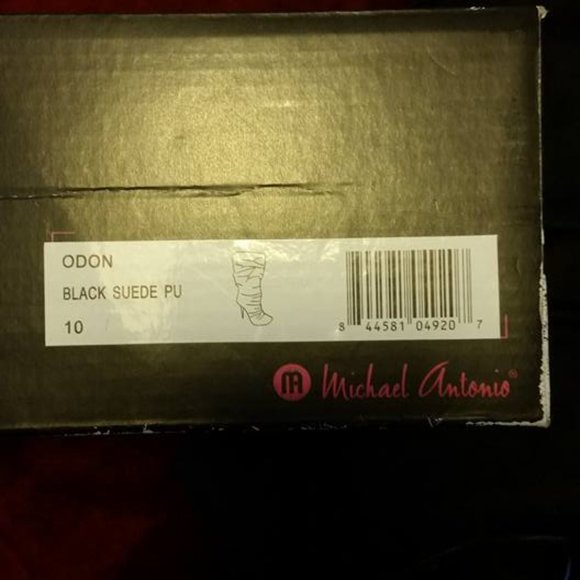 ODON
BLACK SUEDE PU
10
8 44581 04920 7
M Michael Antonio®